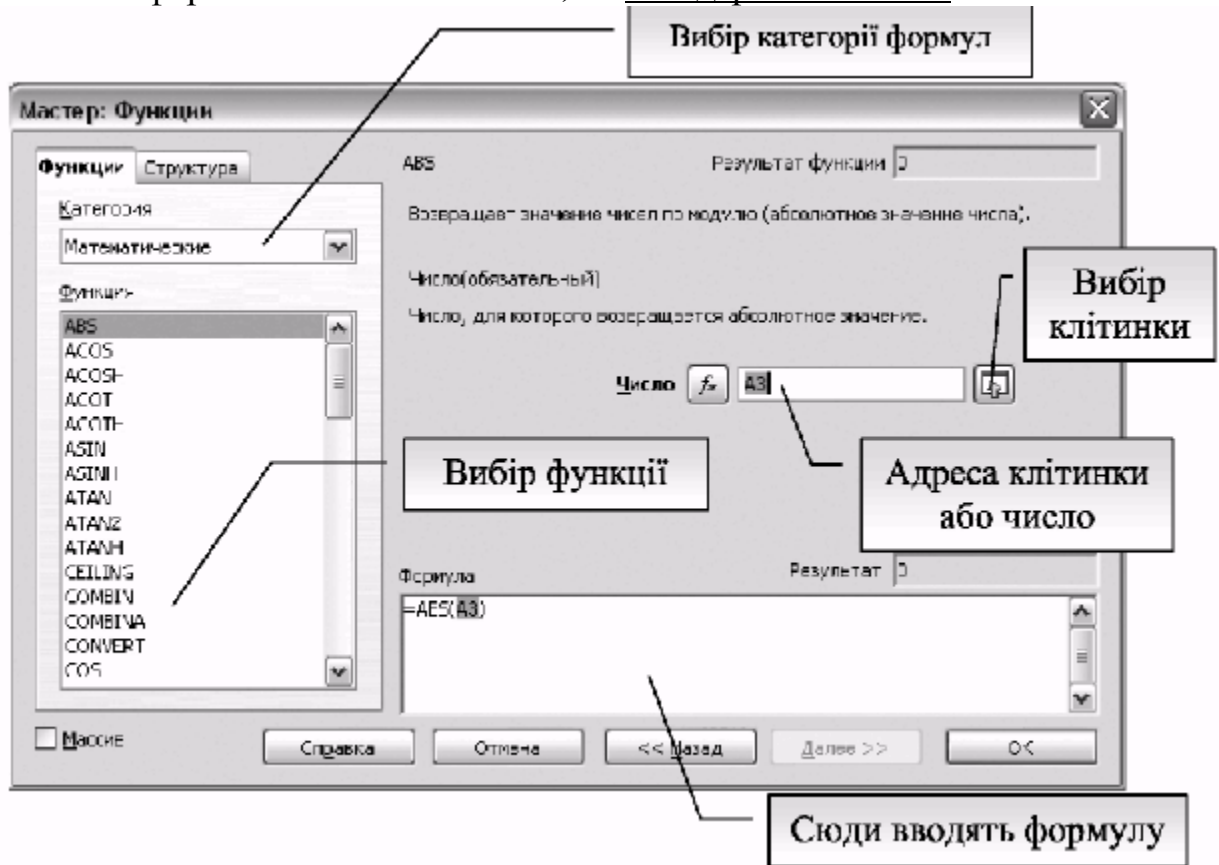 Вибір категорії формул
Мастер: Функции
Функции Структура
ABS Результат функции 0
Категория
Возвращает значение чисел по модулю (абсолютное значение числа).
Математические
Число(обязательный)
Вибір
клітинки
Функция
Число, для которого возвращается абсолютное значение.
ABS
ACOS
ACOSH
ACOT
ACOTH
ASIN
ASINH
ATAN
ATAN2
ATANH
CEILING
COMBIN
COMBINA
CONVERT
COS
Число fx A3
Вибір функції
Адреса клітинки
або число
Формула Результат 0
=ABS(A3)
Массив Справка Отмена << Назад Далее >> OK
Сюди вводять формулу